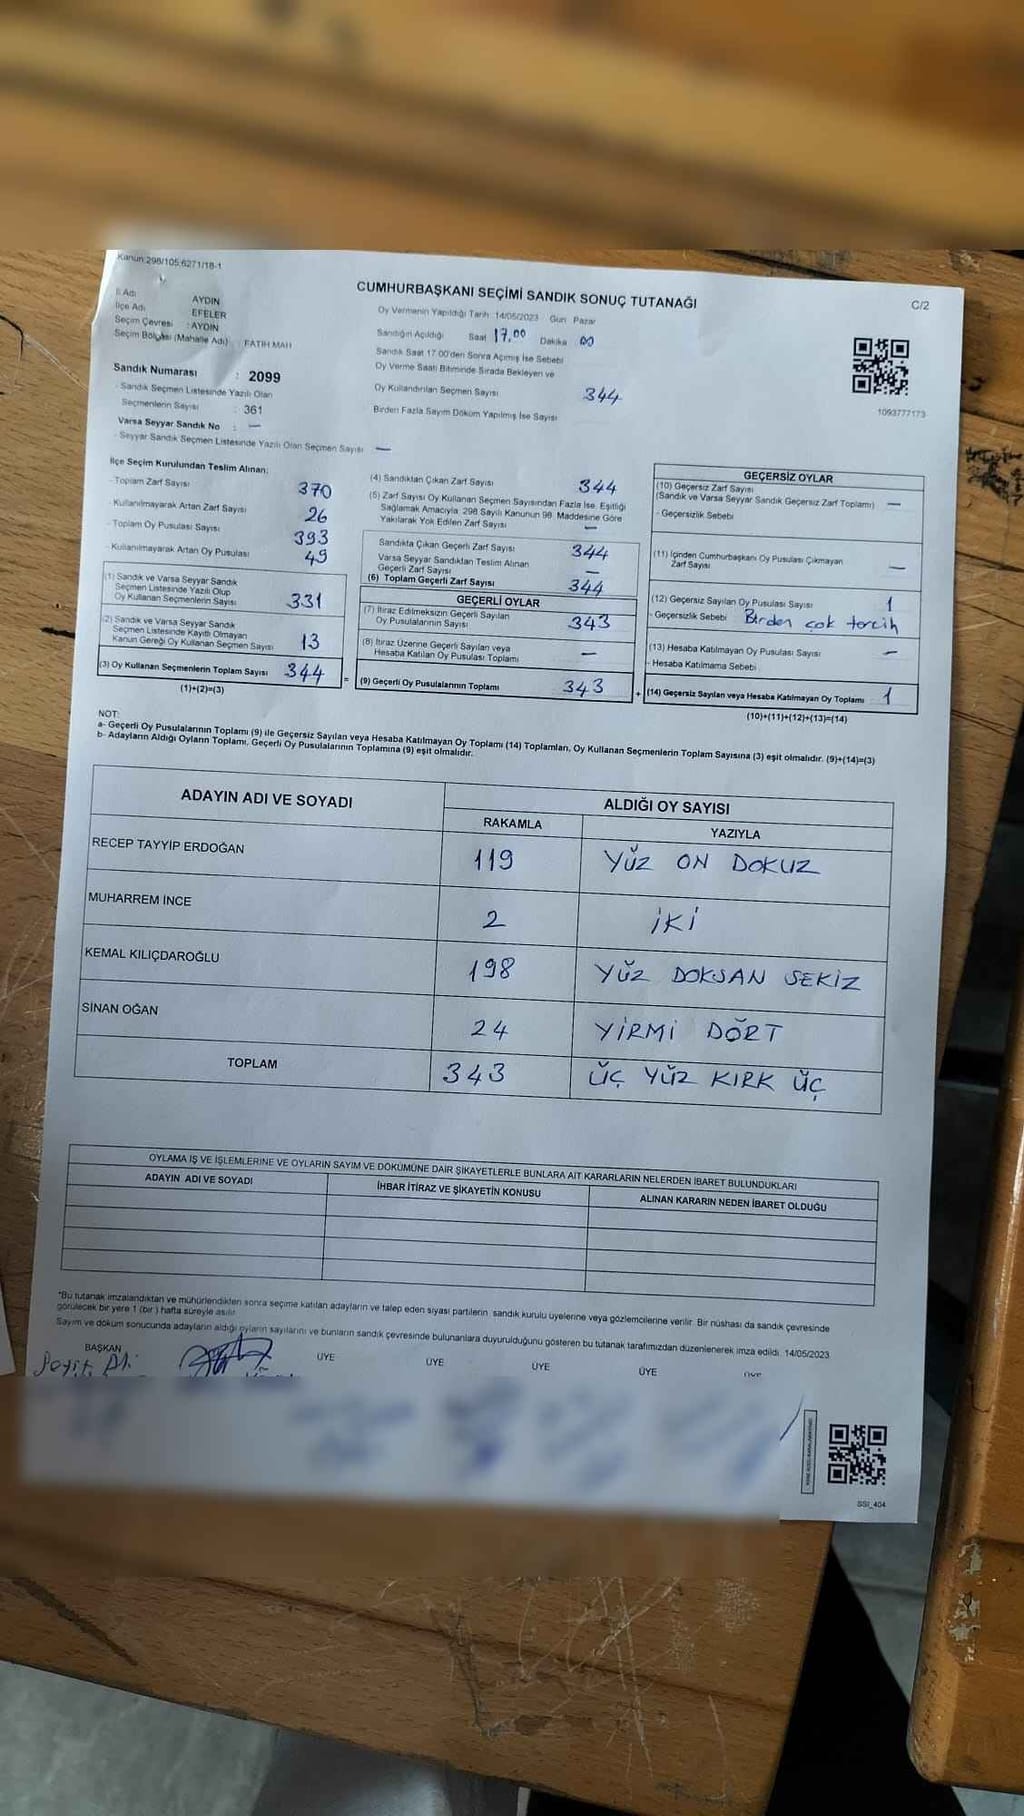 Kanun:298/105;6271/18-1
CUMHURBAŞKANI SEÇİMİ SANDIK SONUÇ TUTANAĞI
C/2
İl Adı AYDIN
İlçe Adı EFELER
Seçim Çevresi : AYDIN
Seçim Bölgesi (Mahalle Adı) : FATİH MAH
Sandık Numarası : 2099
- Sandık Seçmen Listesinde Yazılı Olan
Seçmenlerin Sayısı : 361
Varsa Seyyar Sandık No : —
- Seyyar Sandık Seçmen Listesinde Yazılı Olan Seçmen Sayısı —
Oy Vermenin Yapıldığı Tarih :14/05/2023 Gün Pazar
Sandığın Açıldığı Saat 17.00 Dakika 00
Sandık Saat 17.00'den Sonra Açılmış İse Sebebi
Oy Verme Saati Bitiminde Sırada Bekleyen ve
Oy Kullandırılan Seçmen Sayısı 344
Birden Fazla Sayım Döküm Yapılmış İse Sayısı
1093777173
İlçe Seçim Kurulundan Teslim Alınan;
- Toplam Zarf Sayısı 370
- Kullanılmayarak Artan Zarf Sayısı 26
- Toplam Oy Pusulası Sayısı 393
- Kullanılmayarak Artan Oy Pusulası 49
(1) Sandık ve Varsa Seyyar Sandık
Seçmen Listesinde Yazılı Olup
Oy Kullanan Seçmenlerin Sayısı 331
(2) Sandık ve Varsa Seyyar Sandık
Seçmen Listesinde Kayıtlı Olmayan
Kanun Gereği Oy Kullanan Seçmen Sayısı 13
(3) Oy Kullanan Seçmenlerin Toplam Sayısı 344
(1)+(2)=(3)
(4) Sandıktan Çıkan Zarf Sayısı 344
(5) Zarf Sayısı Oy Kullanan Seçmen Sayısından Fazla İse, Eşitliği
Sağlamak Amacıyla 298 Sayılı Kanunun 98. Maddesine Göre
Yakılarak Yok Edilen Zarf Sayısı —
Sandıkta Çıkan Geçerli Zarf Sayısı 344
Varsa Seyyar Sandıktan Teslim Alınan
Geçerli Zarf Sayısı —
(6) Toplam Geçerli Zarf Sayısı 344
GEÇERLİ OYLAR
(7) İtiraz Edilmeksizin Geçerli Sayılan
Oy Pusulalarının Sayısı 343
(8) İtiraz Üzerine Geçerli Sayılan veya
Hesaba Katılan Oy Pusulası Toplamı —
= (9) Geçerli Oy Pusulalarının Toplamı 343
GEÇERSİZ OYLAR
(10) Geçersiz Zarf Sayısı
(Sandık ve Varsa Seyyar Sandık Geçersiz Zarf Toplamı) —
- Geçersizlik Sebebi
(11) İçinden Cumhurbaşkanı Oy Pusulası Çıkmayan
Zarf Sayısı —
(12) Geçersiz Sayılan Oy Pusulası Sayısı 1
- Geçersizlik Sebebi Birden çok tercih
(13) Hesaba Katılmayan Oy Pusulası Sayısı —
- Hesaba Katılmama Sebebi
+ (14) Geçersiz Sayılan veya Hesaba Katılmayan Oy Toplamı 1
(10)+(11)+(12)+(13)=(14)
NOT:
a- Geçerli Oy Pusulalarının Toplamı (9) ile Geçersiz Sayılan veya Hesaba Katılmayan Oy Toplamı (14) Toplamları, Oy Kullanan Seçmenlerin Toplam Sayısına (3) eşit olmalıdır. (9)+(14)=(3)
b- Adayların Aldığı Oyların Toplamı, Geçerli Oy Pusulalarının Toplamına (9) eşit olmalıdır.
ADAYIN ADI VE SOYADI ALDIĞI OY SAYISI
RAKAMLA YAZIYLA
RECEP TAYYİP ERDOĞAN 119 YÜZ ON DOKUZ
MUHARREM İNCE 2 İKİ
KEMAL KILIÇDAROĞLU 198 YÜZ DOKSAN SEKİZ
SİNAN OĞAN 24 YİRMİ DÖRT
TOPLAM 343 ÜÇ YÜZ KIRK ÜÇ
OYLAMA İŞ VE İŞLEMLERİNE VE OYLARIN SAYIM VE DÖKÜMÜNE DAİR ŞİKAYETLERLE BUNLARA AİT KARARLARIN NELERDEN İBARET BULUNDUKLARI
ADAYIN ADI VE SOYADI İHBAR İTİRAZ VE ŞİKAYETİN KONUSU ALINAN KARARIN NEDEN İBARET OLDUĞU
*Bu tutanak imzalandıktan ve mühürlendikten sonra seçime katılan adayların ve talep eden siyasi partilerin sandık kurulu üyelerine veya gözlemcilerine verilir. Bir nüshası da sandık çevresinde
görülecek bir yere 1 (bir ) hafta süreyle asılır.
Sayım ve döküm sonucunda adayların aldığı oyların sayılarını ve bunların sandık çevresinde bulunanlara duyurulduğunu gösteren bu tutanak tarafımızdan düzenlenerek imza edildi. 14/05/2023
BAŞKAN ÜYE ÜYE ÜYE ÜYE ÜYE
SSI_404